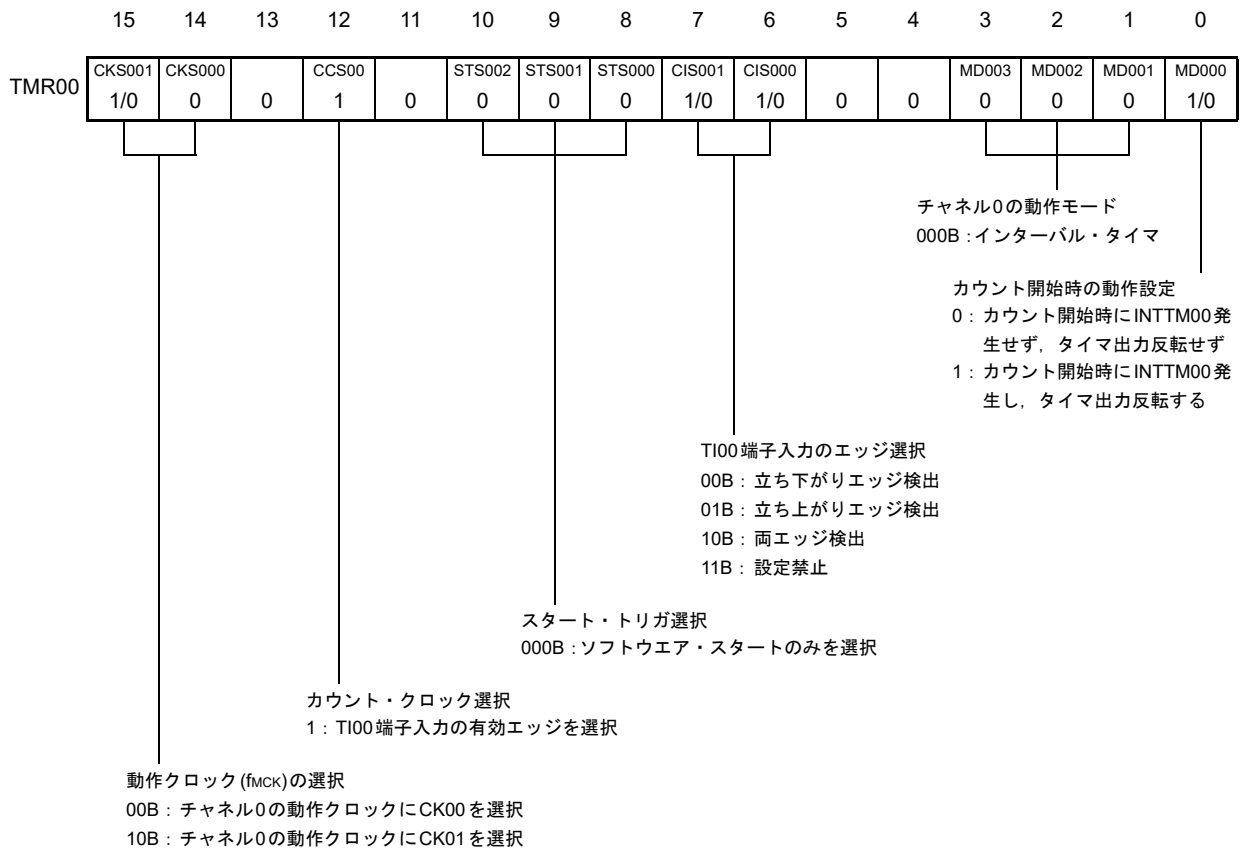 15 14 13 12 11 10 9 8 7 6 5 4 3 2 1 0
TMR00
CKS001 CKS000 CCS00 STS002 STS001 STS000 CIS001 CIS000 MD003 MD002 MD001 MD000
1/0 0 0 1 0 0 0 0 1/0 1/0 0 0 0 0 0 1/0
チャネル0の動作モード
000B:インターバル・タイマ
カウント開始時の動作設定
0:カウント開始時にINTTM00発
生せず,タイマ出力反転せず
1:カウント開始時にINTTM00発
生し,タイマ出力反転する
TI00端子入力のエッジ選択
00B:立ち下がりエッジ検出
01B:立ち上がりエッジ検出
10B:両エッジ検出
11B:設定禁止
スタート・トリガ選択
000B:ソフトウエア・スタートのみを選択
カウント・クロック選択
1:TI00端子入力の有効エッジを選択
動作クロック(fMCK)の選択
00B:チャネル0の動作クロックにCK00を選択
10B:チャネル0の動作クロックにCK01を選択